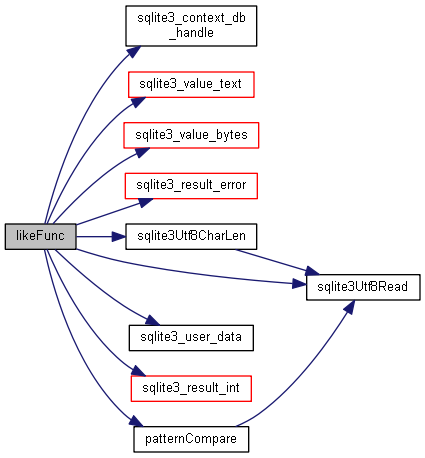 sqlite3_context_db
_handle
sqlite3_value_text
sqlite3_value_bytes
sqlite3_result_error
likeFunc
sqlite3Utf8CharLen
sqlite3Utf8Read
sqlite3_user_data
sqlite3_result_int
patternCompare